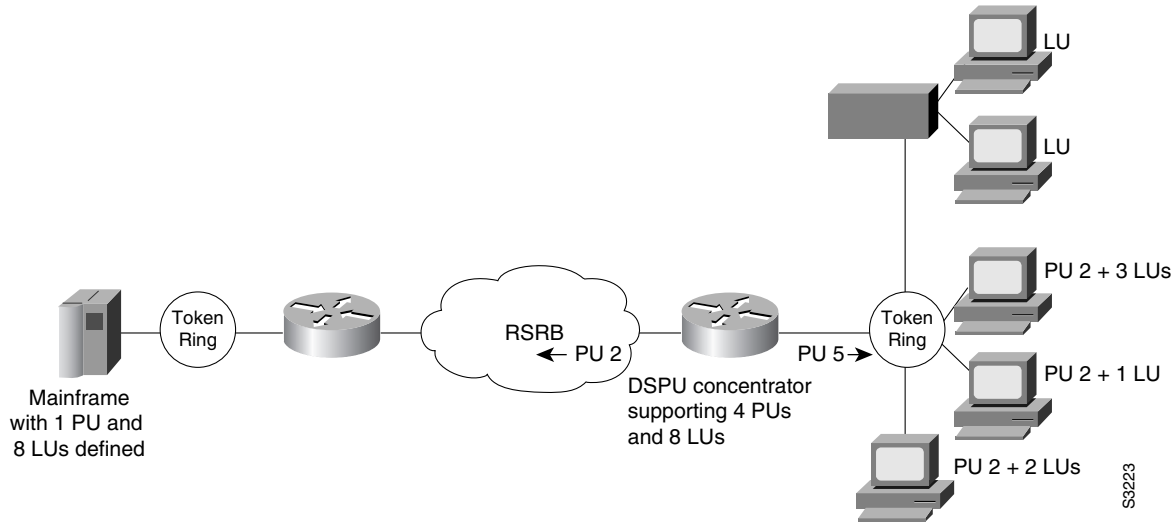 LU
LU
PU 2 + 3 LUs
Token
Ring
RSRB
← PU 2
PU 5 →
Token
Ring
PU 2 + 1 LU
Mainframe
with 1 PU and
8 LUs defined
DSPU concentrator
supporting 4 PUs
and 8 LUs
PU 2 + 2 LUs
S3223